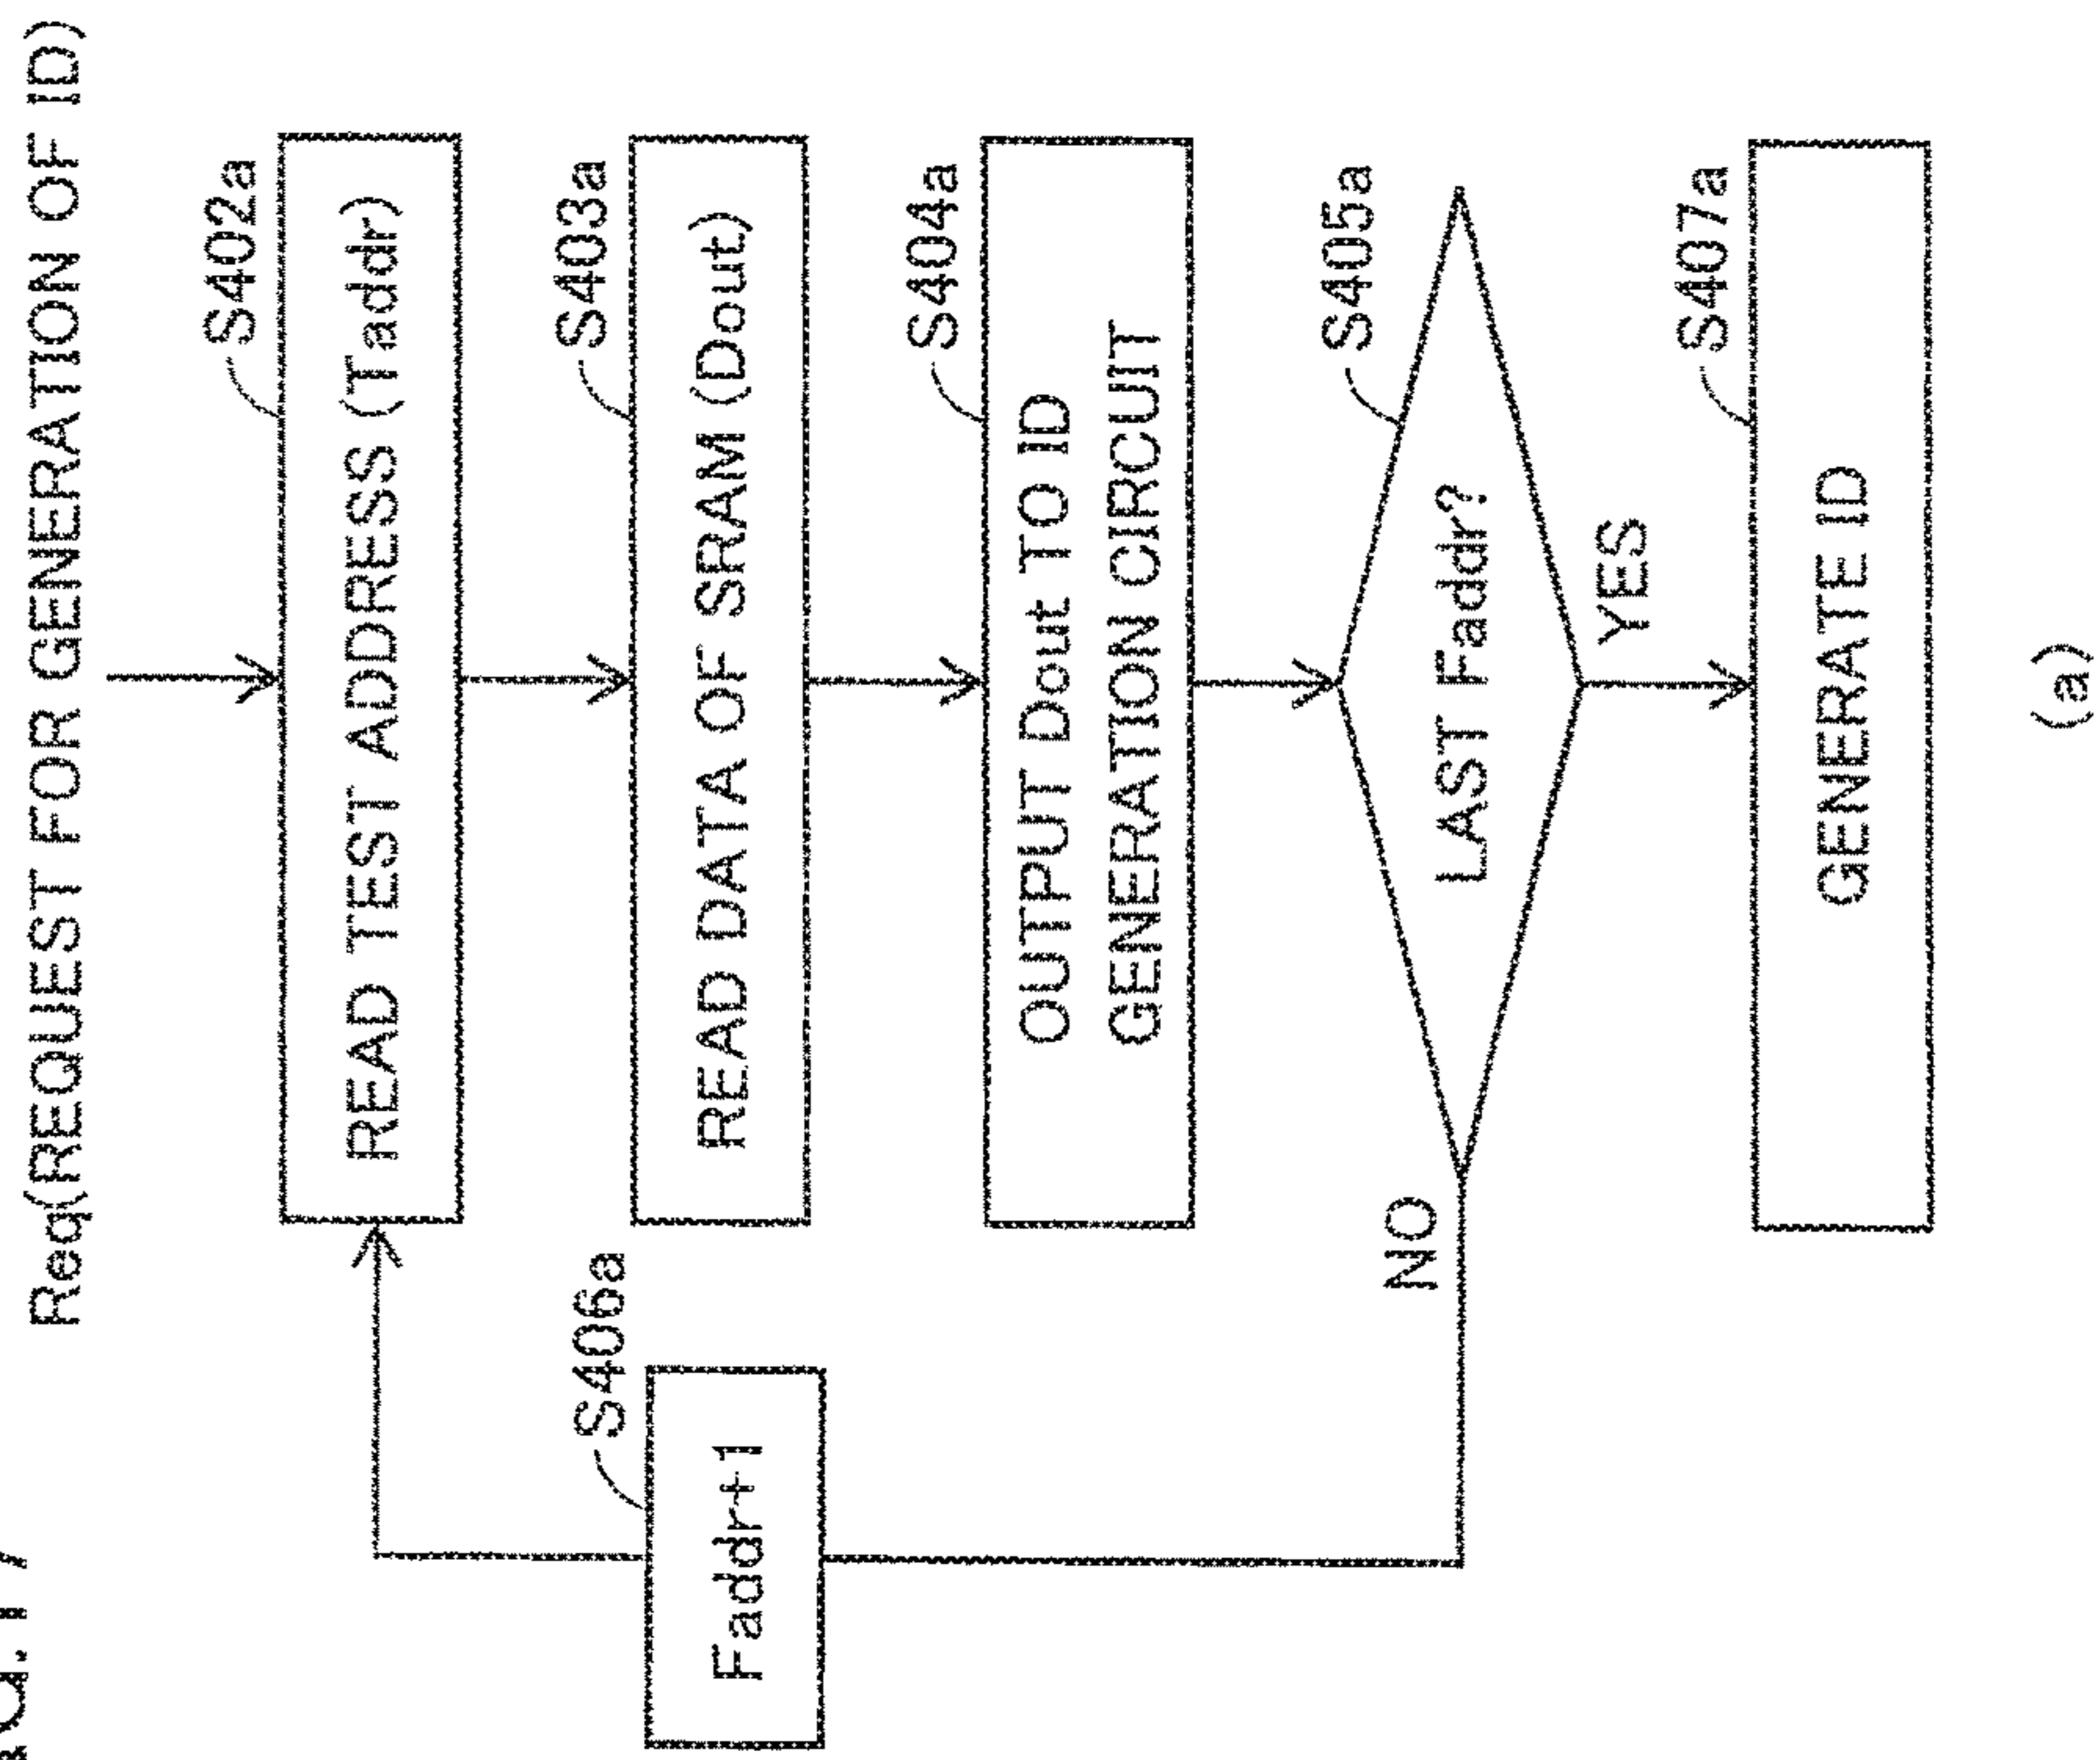 Req(REQUEST FOR GENERATION OF ID)
S402a
READ TEST ADDRESS (Taddr)
S403a
READ DATA OF SRAM (Dout)
S406a
Faddr+1
S404a
OUTPUT Dout TO ID
GENERATION CIRCUIT
S405a
LAST Faddr?
NO
YES
S407a
GENERATE ID
(a)